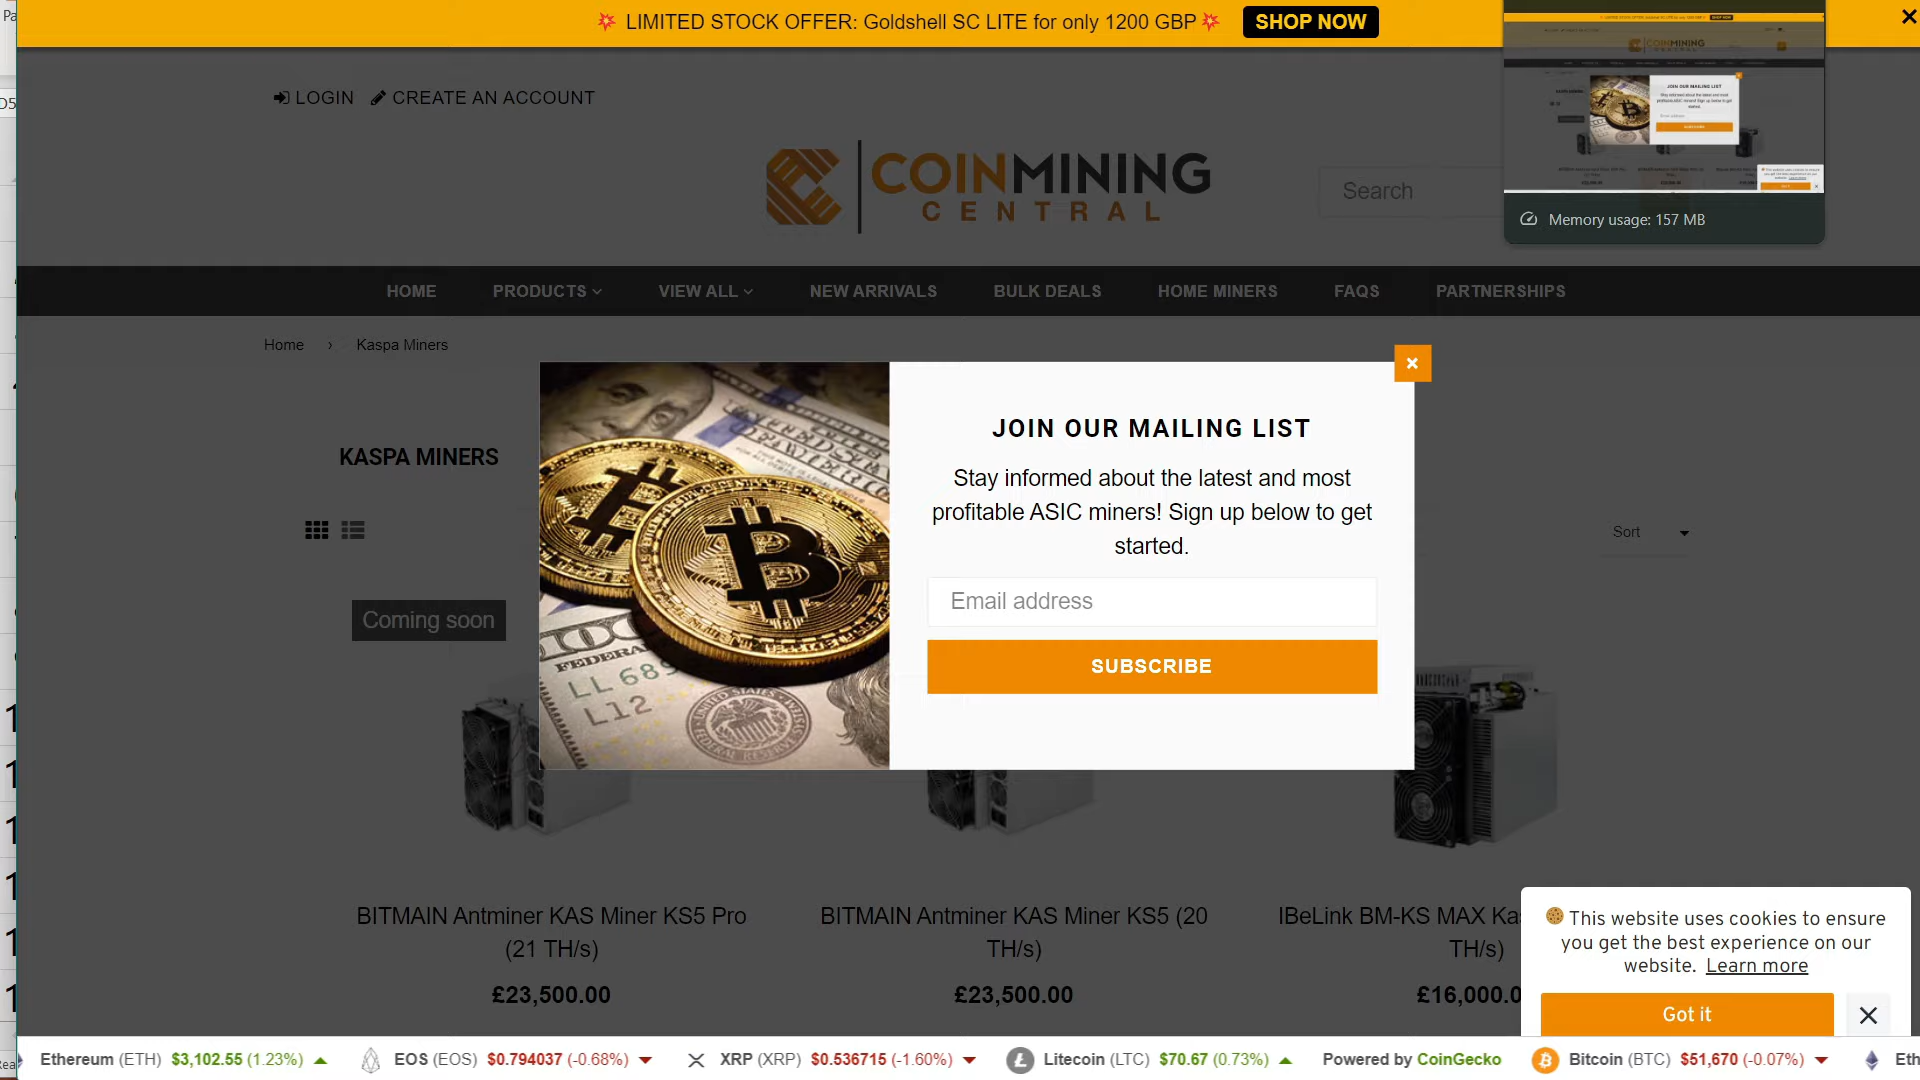 LIMITED STOCK OFFER: Goldshell SC LITE for only 1200 GBP
SHOP NOW
LOGIN
CREATE AN ACCOUNT
COINMINING
CENTRAL
Search
Memory usage: 157 MB
HOME
PRODUCTS
VIEW ALL
NEW ARRIVALS
BULK DEALS
HOME MINERS
FAQS
PARTNERSHIPS
Home › Kaspa Miners
KASPA MINERS
JOIN OUR MAILING LIST
Stay informed about the latest and most
profitable ASIC miners! Sign up below to get
started.
Email address
SUBSCRIBE
Sort
Coming soon
FEDERAL
LL 689
L12
BITMAIN Antminer KAS Miner KS5 Pro
(21 TH/s)
£23,500.00
BITMAIN Antminer KAS Miner KS5 (20
TH/s)
£23,500.00
IBeLink BM-KS MAX Ka
TH/s)
£16,000.0
This website uses cookies to ensure
you get the best experience on our
website. Learn more
Got it
Ethereum (ETH) $3,102.55 (1.23%)
EOS (EOS) $0.794037 (-0.68%)
XRP (XRP) $0.536715 (-1.60%)
Litecoin (LTC) $70.67 (0.73%)
Powered by CoinGecko
Bitcoin (BTC) $51,670 (-0.07%)
Eth